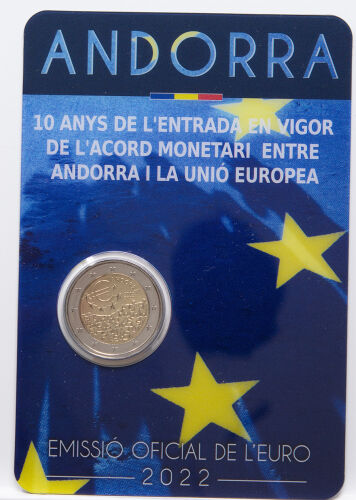 ANDORRA
10 ANYS DE L'ENTRADA EN VIGOR
DE L'ACORD MONETARI ENTRE
ANDORRA I LA UNIÓ EUROPEA
EMISSIÓ OFICIAL DE L'EURO
2022